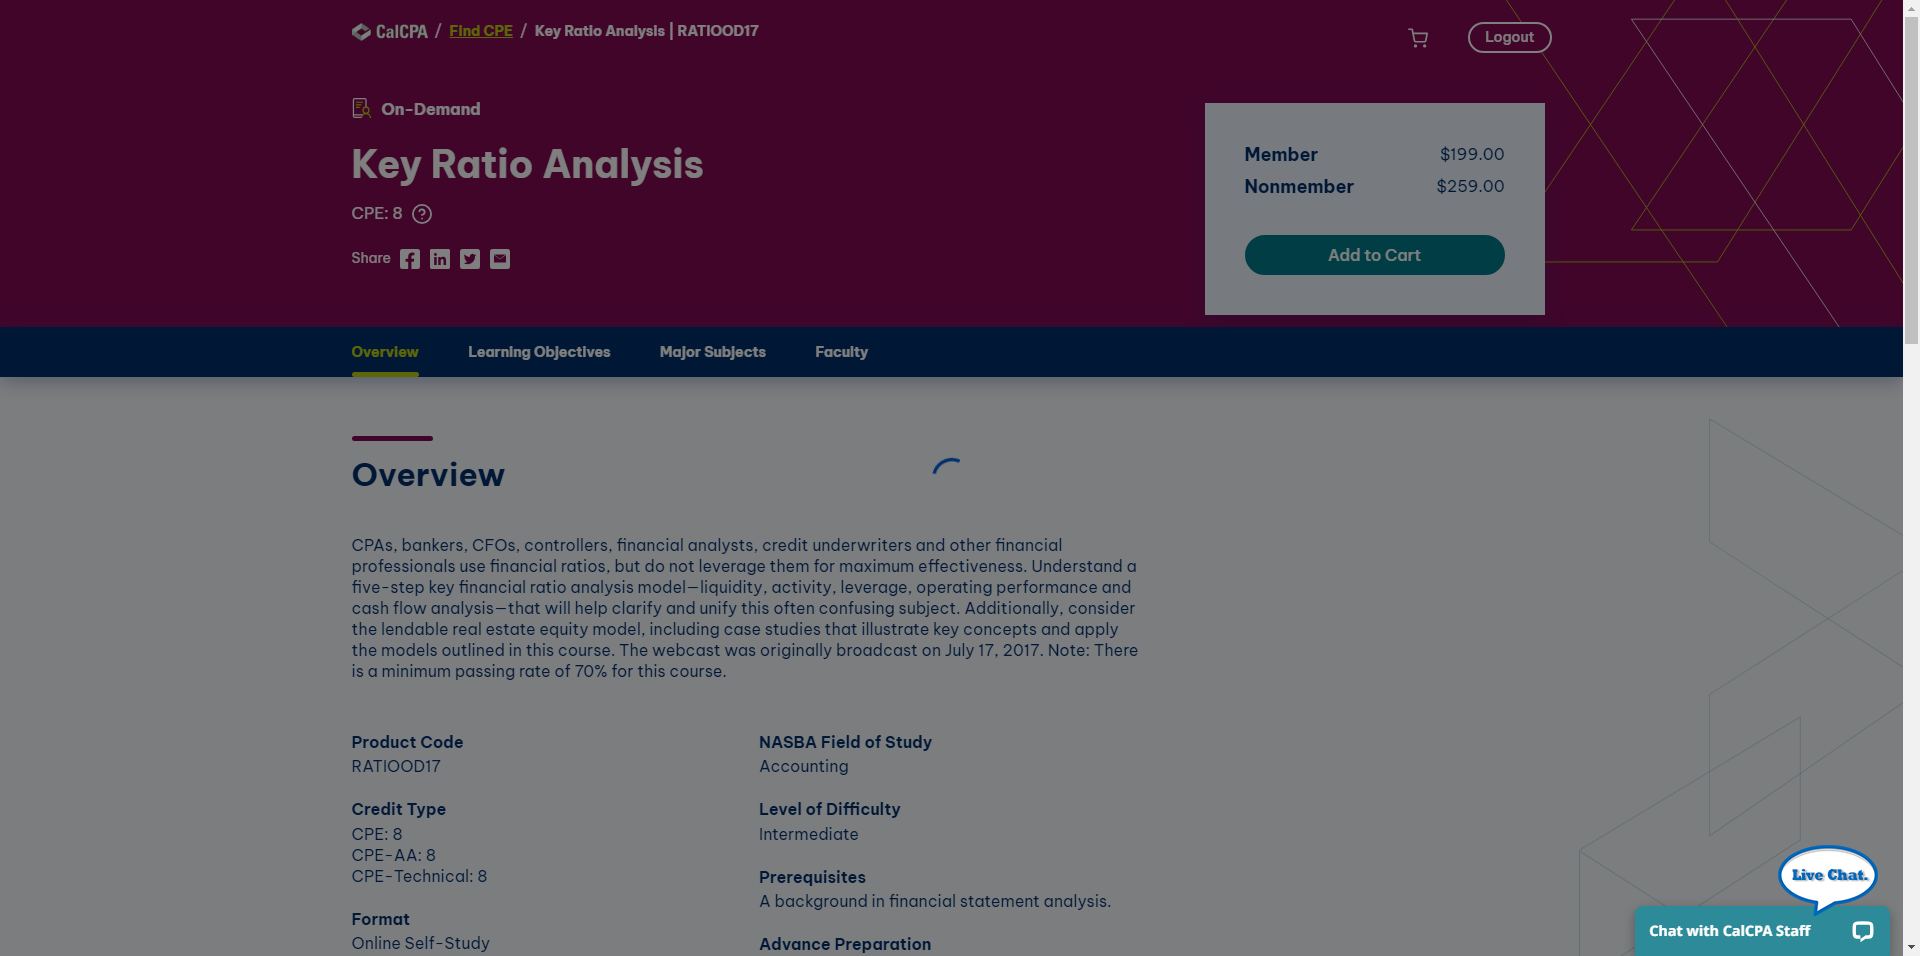 CalCPA / Find CPE / Key Ratio Analysis | RATIOOD17
Logout
On-Demand
Key Ratio Analysis
CPE: 8
Share
Member $199.00
Nonmember $259.00
Add to Cart
Overview Learning Objectives Major Subjects Faculty
Overview
CPAs, bankers, CFOs, controllers, financial analysts, credit underwriters and other financial
professionals use financial ratios, but do not leverage them for maximum effectiveness. Understand a
five-step key financial ratio analysis model—liquidity, activity, leverage, operating performance and
cash flow analysis—that will help clarify and unify this often confusing subject. Additionally, consider
the lendable real estate equity model, including case studies that illustrate key concepts and apply
the models outlined in this course. The webcast was originally broadcast on July 17, 2017. Note: There
is a minimum passing rate of 70% for this course.
Product Code
RATIOOD17
Credit Type
CPE: 8
CPE-AA: 8
CPE-Technical: 8
Format
Online Self-Study
NASBA Field of Study
Accounting
Level of Difficulty
Intermediate
Prerequisites
A background in financial statement analysis.
Advance Preparation
Live Chat.
Chat with CalCPA Staff